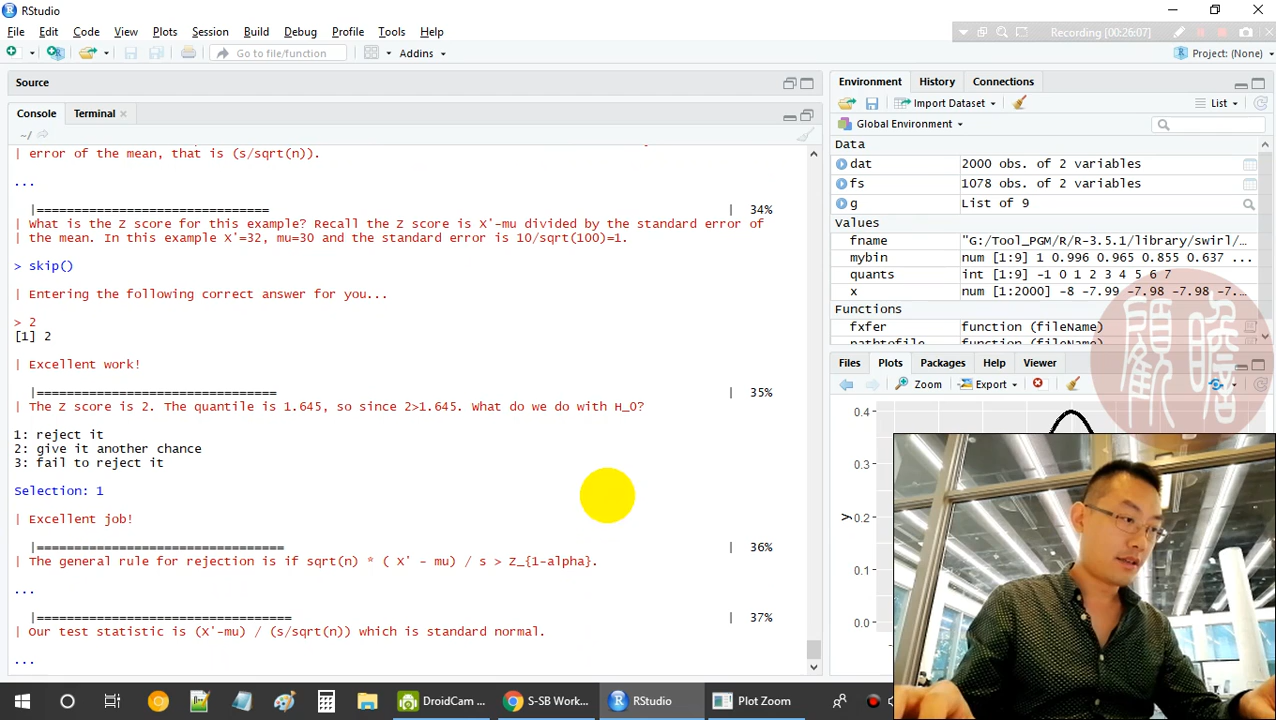 RStudio
File Edit Code View Plots Session Build Debug Profile Tools Help
Recording [00:26:07]
Go to file/function
Addins
Project: (None)
Source
Console Terminal
~/
error of the mean, that is (s/sqrt(n)).
...
|=============================== | 34%
| What is the Z score for this example? Recall the Z score is X'-mu divided by the standard error of
| the mean. In this example X'=32, mu=30 and the standard error is 10/sqrt(100)=1.
> skip()
| Entering the following correct answer for you...
> 2
[1] 2
| Excellent work!
|================================ | 35%
| The Z score is 2. The quantile is 1.645, so since 2>1.645. What do we do with H_0?
1: reject it
2: give it another chance
3: fail to reject it
Selection: 1
| Excellent job!
|================================= | 36%
| The general rule for rejection is if sqrt(n) * ( X' - mu) / s > Z_{1-alpha}.
...
|================================== | 37%
| Our test statistic is (X'-mu) / (s/sqrt(n)) which is standard normal.
...
Environment History Connections
Import Dataset List
Global Environment
Data
dat 2000 obs. of 2 variables
fs 1078 obs. of 2 variables
g List of 9
Values
fname "G:/Tool_PGM/R/R-3.5.1/library/swirl/…
mybin num [1:9] 1 0.996 0.965 0.855 0.637 ...
quants int [1:9] -1 0 1 2 3 4 5 6 7
x num [1:2000] -8 -7.99 -7.98 -7.98 -7.…
Functions
fxfer function (fileName)
Files Plots Packages Help Viewer
Zoom Export
0.4
0.3
0.2
0.1
0.0
y
顧瞻
DroidCam ...
S-SB Work...
RStudio
Plot Zoom